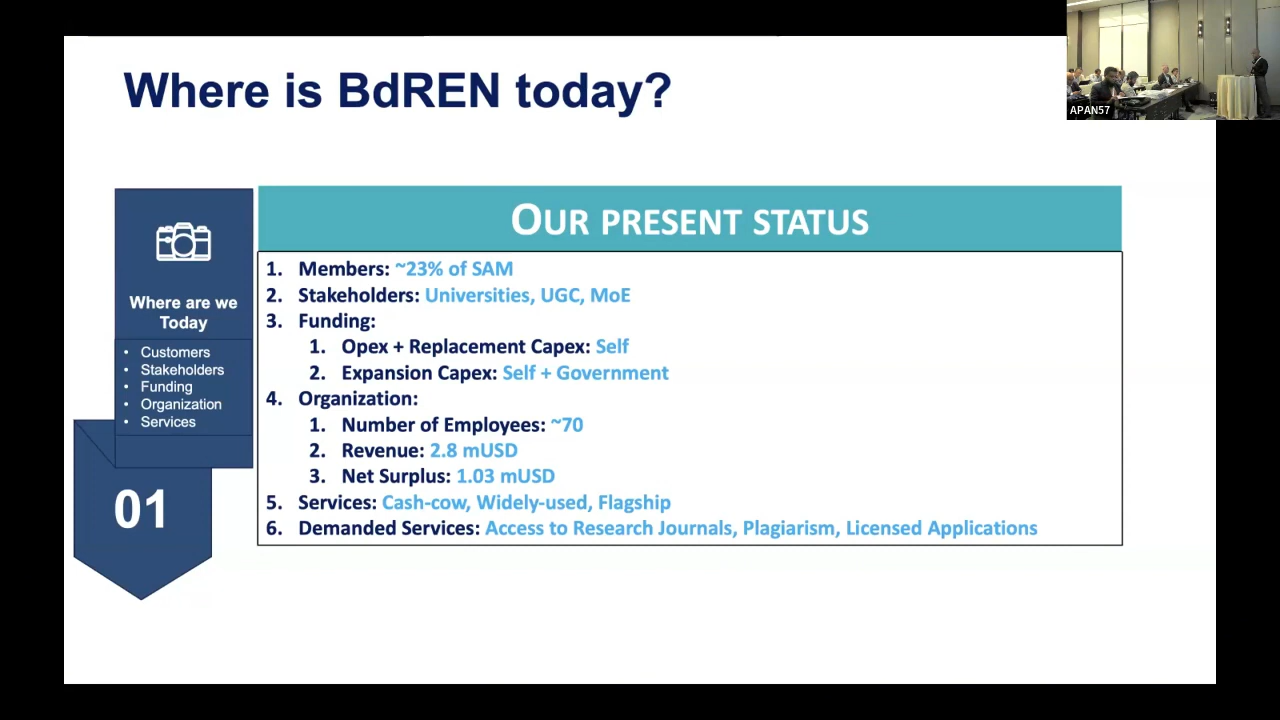 Where is BdREN today?
APAN57
Where are we
Today
• Customers
• Stakeholders
• Funding
• Organization
• Services
01
OUR PRESENT STATUS
1. Members: ~23% of SAM
2. Stakeholders: Universities, UGC, MoE
3. Funding:
1. Opex + Replacement Capex: Self
2. Expansion Capex: Self + Government
4. Organization:
1. Number of Employees: ~70
2. Revenue: 2.8 mUSD
3. Net Surplus: 1.03 mUSD
5. Services: Cash-cow, Widely-used, Flagship
6. Demanded Services: Access to Research Journals, Plagiarism, Licensed Applications